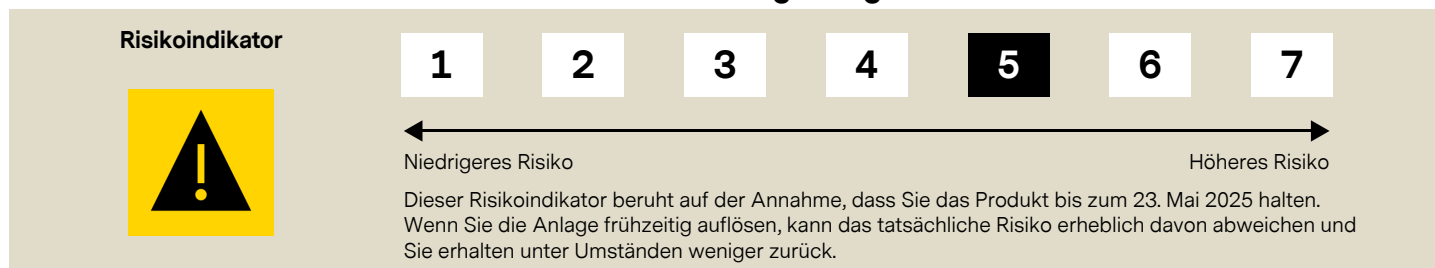 Risikoindikator
1 2 3 4 5 6 7
Niedrigeres Risiko Höheres Risiko
Dieser Risikoindikator beruht auf der Annahme, dass Sie das Produkt bis zum 23. Mai 2025 halten.
Wenn Sie die Anlage frühzeitig auflösen, kann das tatsächliche Risiko erheblich davon abweichen und
Sie erhalten unter Umständen weniger zurück.